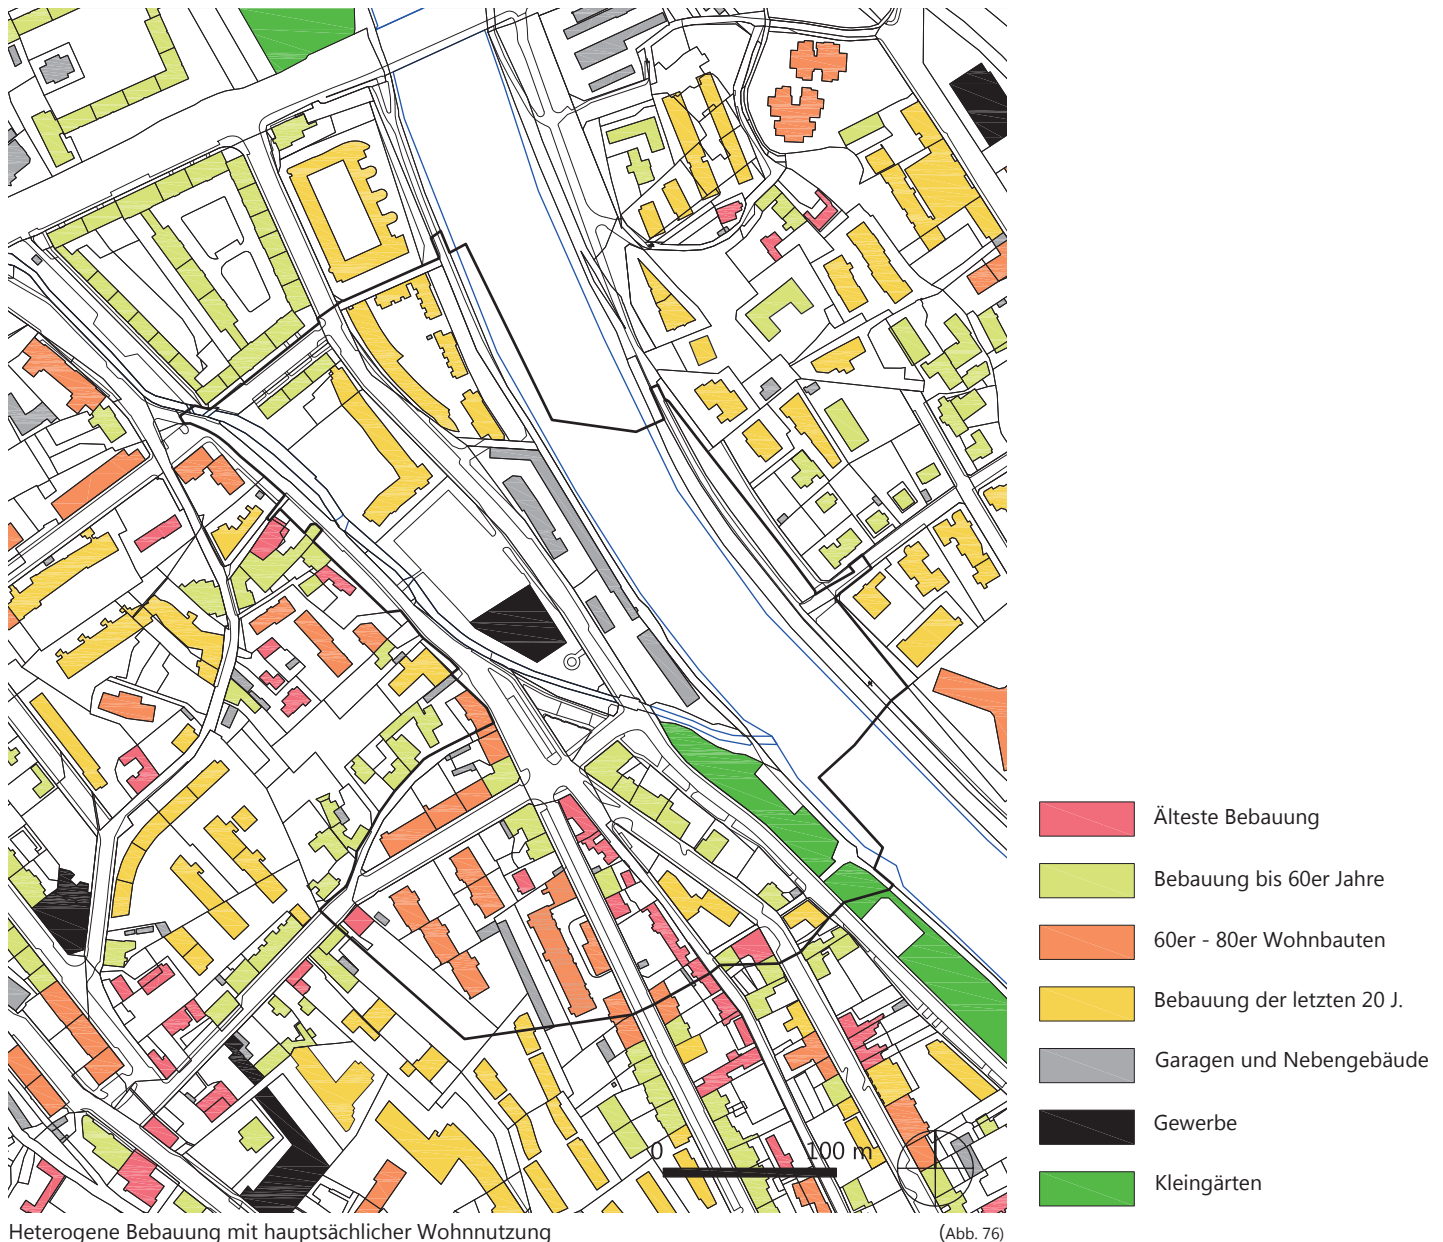 Älteste Bebauung
Bebauung bis 60er Jahre
60er - 80er Wohnbauten
Bebauung der letzten 20 J.
Garagen und Nebengebäude
Gewerbe
Kleingärten
0 100 m
Heterogene Bebauung mit hauptsächlicher Wohnnutzung (Abb. 76)